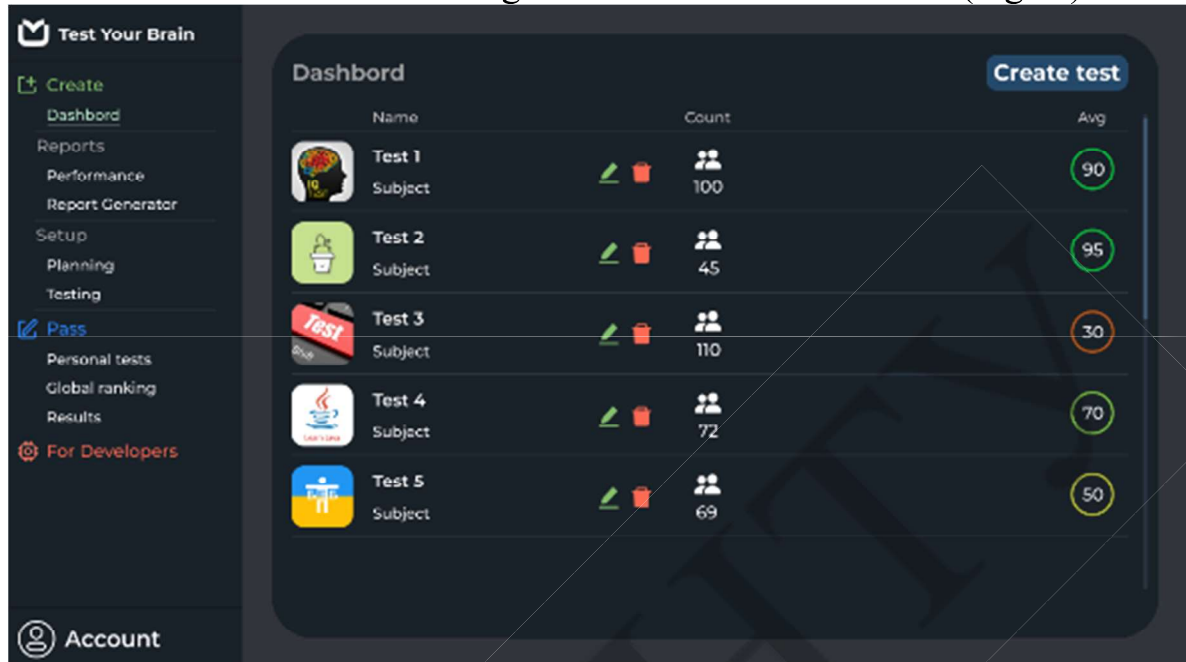 Test Your Brain
Create
Dashbord
Reports
Performance
Report Generator
Setup
Planning
Testing
Pass
Personal tests
Global ranking
Results
For Developers
Account
Dashbord
Create test
Name Count Avg
Test 1
Subject
100
90
Test 2
Subject
45
95
Test
Test 3
Subject
110
30
Test 4
Subject
72
70
Test 5
Subject
69
50